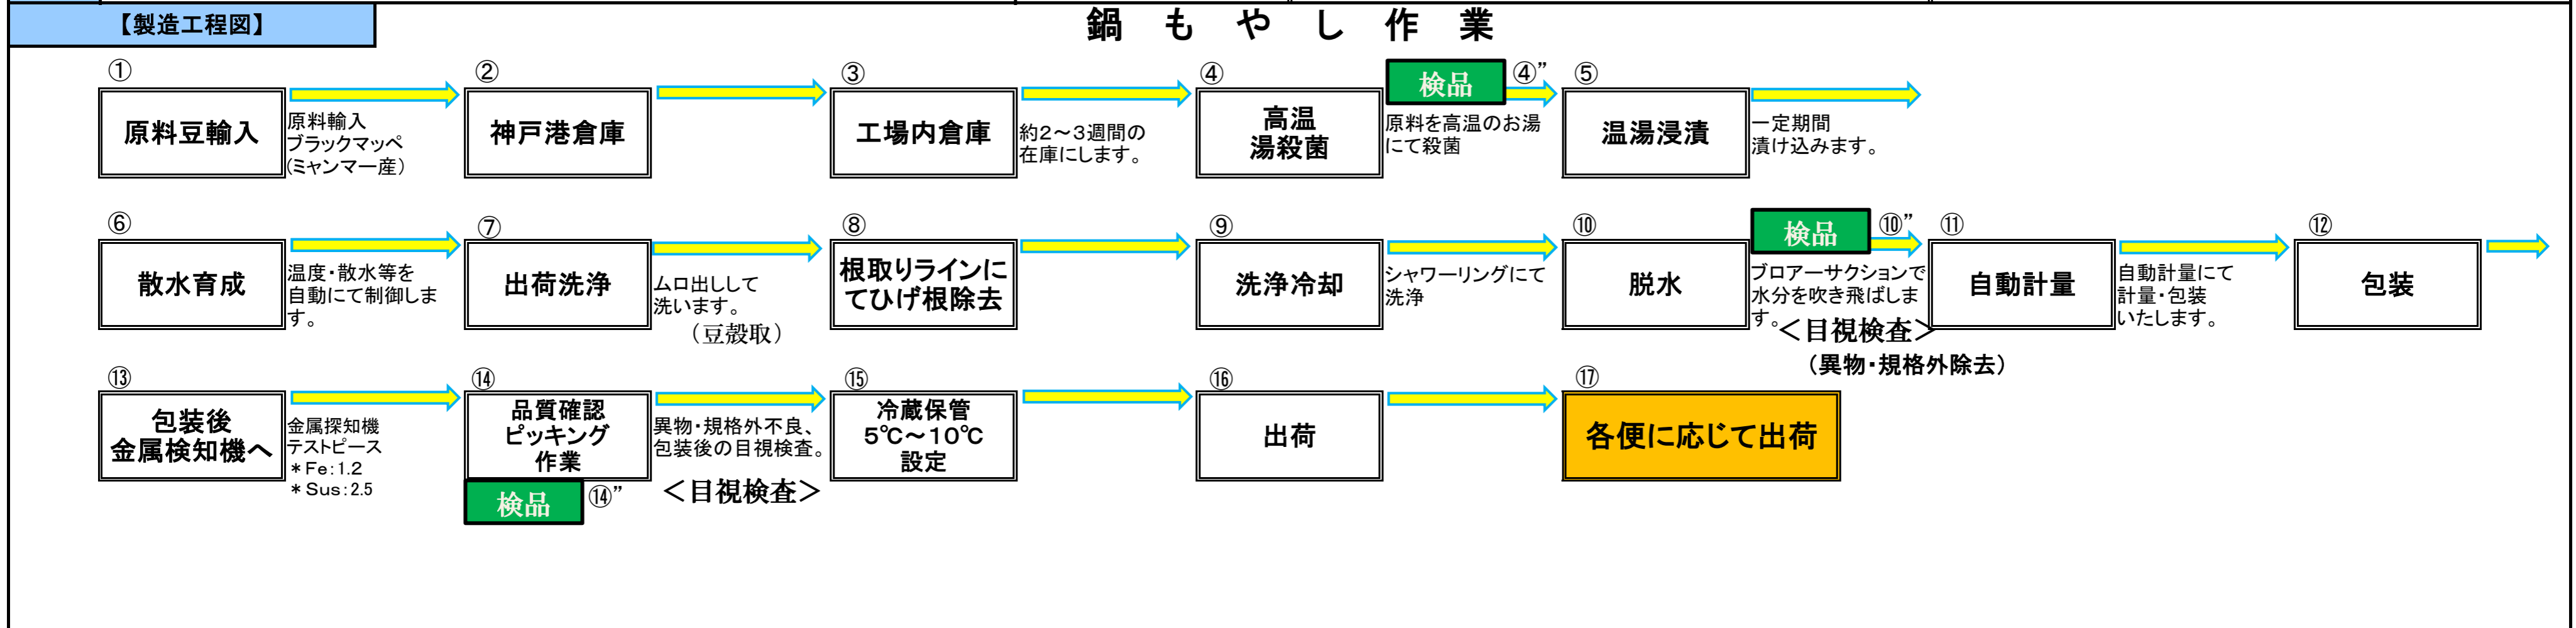 【製造工程図】
鍋もやし作業
①
原料豆輸入
原料輸入
ブラックマッペ
(ミャンマー産)
②
神戸港倉庫
③
工場内倉庫
約2～3週間の
在庫にします。
④
高温
湯殺菌
検品
④”
原料を高温のお湯
にて殺菌
⑤
温湯浸漬
一定期間
漬け込みます。
⑥
散水育成
温度・散水等を
自動にて制御しま
す。
⑦
出荷洗浄
ムロ出しして
洗います。
（豆殻取）
⑧
根取りラインに
てひげ根除去
⑨
洗浄冷却
シャワーリングにて
洗浄
⑩
脱水
検品
⑩”
ブロアーサクションで
水分を吹き飛ばしま
す。
＜目視検査＞
（異物・規格外除去）
⑪
自動計量
自動計量にて
計量・包装
いたします。
⑫
包装
⑬
包装後
金属検知機へ
金属探知機
テストピース
＊Fe：1.2
＊Sus：2.5
⑭
品質確認
ピッキング
作業
検品
⑭”
異物・規格外不良、
包装後の目視検査。
＜目視検査＞
⑮
冷蔵保管
5℃～10℃
設定
⑯
出荷
⑰
各便に応じて出荷